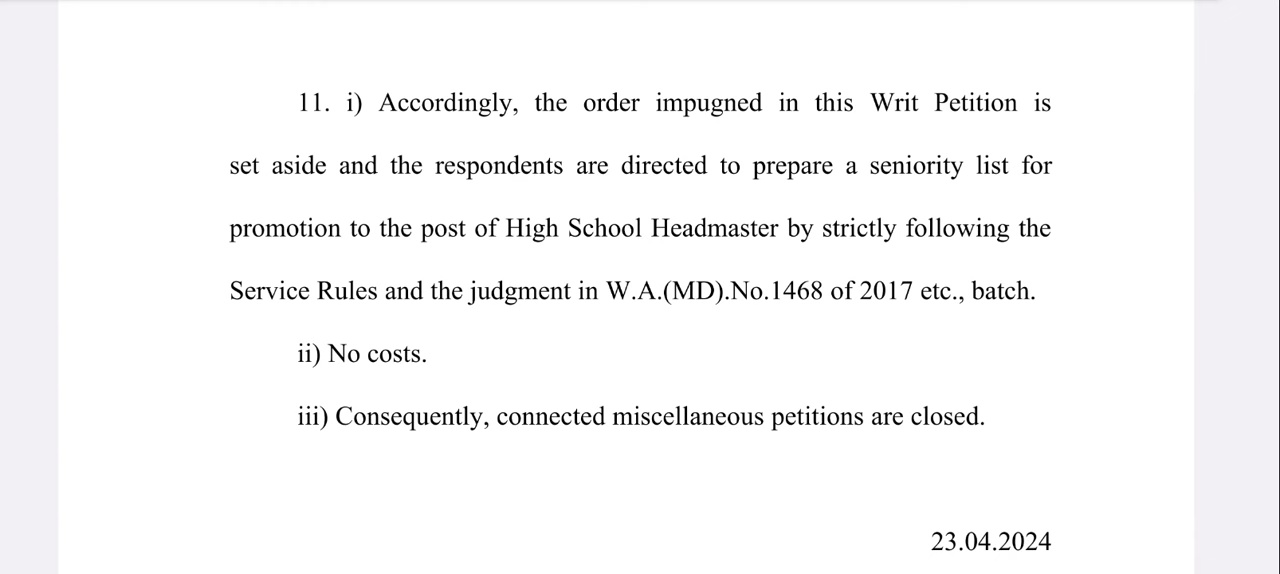 11. i) Accordingly, the order impugned in this Writ Petition is
set aside and the respondents are directed to prepare a seniority list for
promotion to the post of High School Headmaster by strictly following the
Service Rules and the judgment in W.A.(MD).No.1468 of 2017 etc., batch.
ii) No costs.
iii) Consequently, connected miscellaneous petitions are closed.
23.04.2024